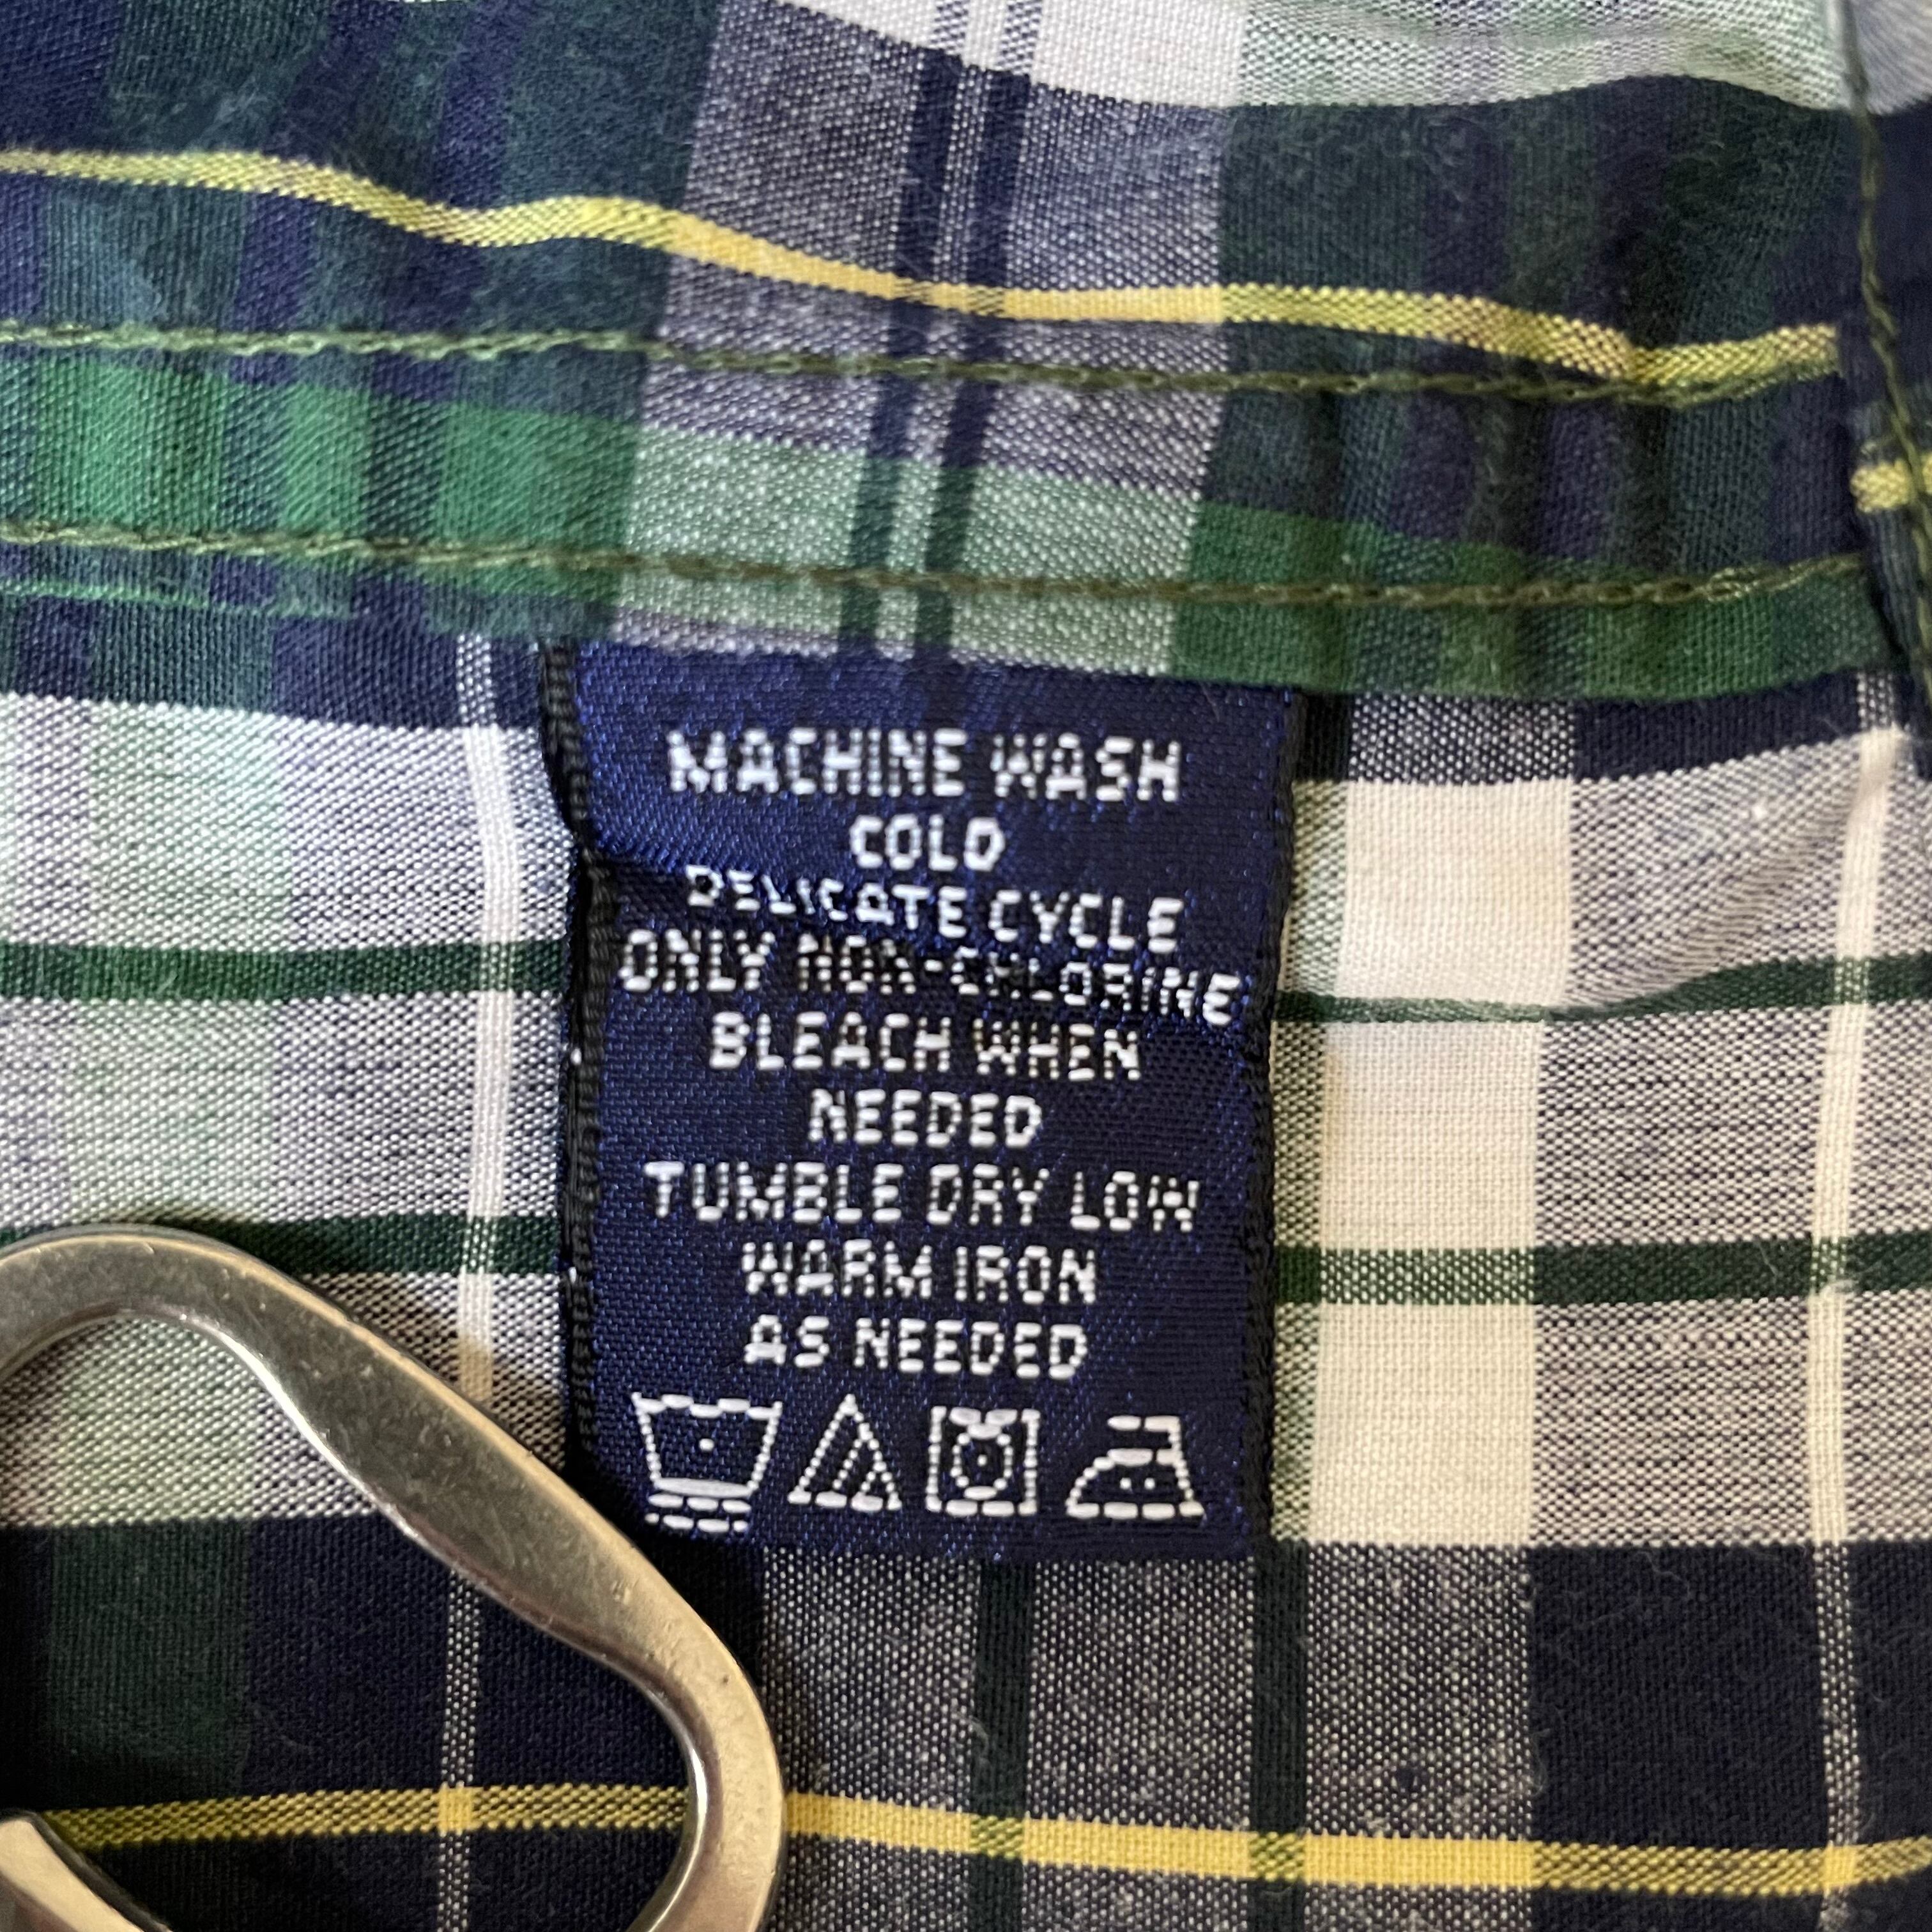 MACHINE WASH
COLD
DELICATE CYCLE
ONLY NON-CHLORINE
BLEACH WHEN
NEEDED
TUMBLE DRY LOW
WARM IRON
AS NEEDED